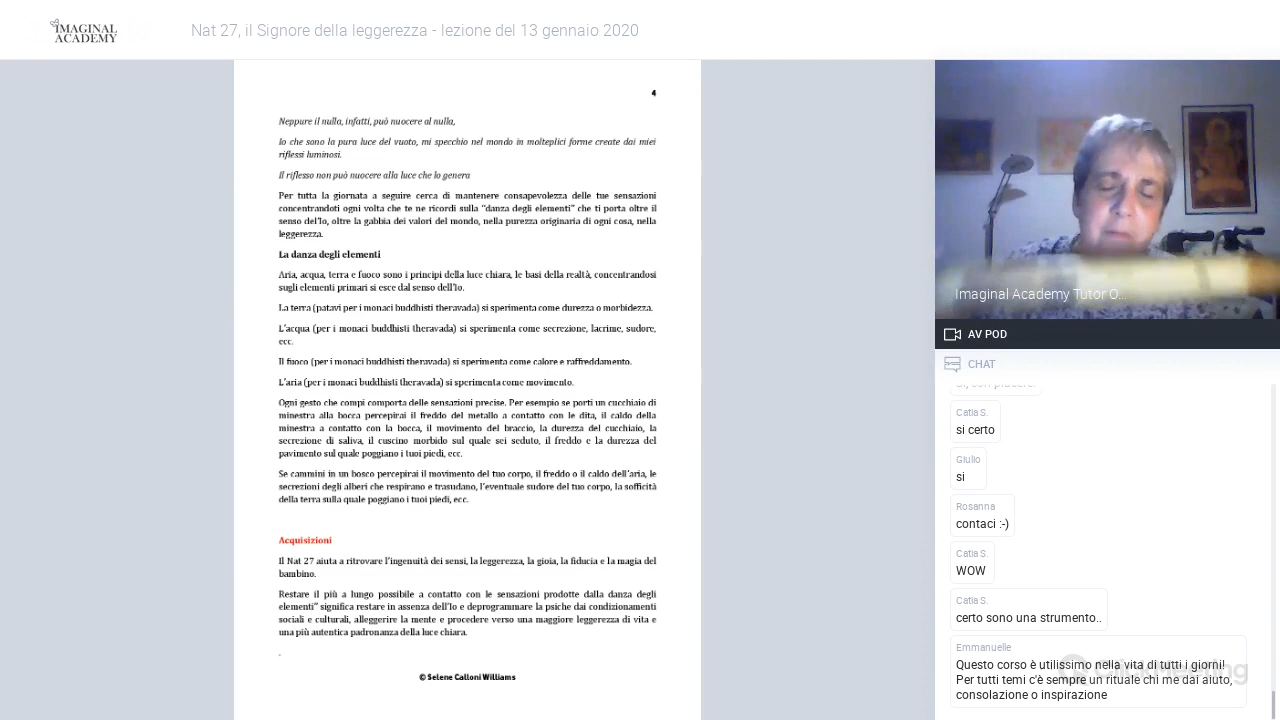 IMAGINAL
ACADEMY
Nat 27, il Signore della leggerezza - lezione del 13 gennaio 2020
4
Neppure il nulla, infatti, può nuocere al nulla,
Io che sono la pura luce del vuoto, mi specchio nel mondo in molteplici forme create dai miei
riflessi luminosi.
Il riflesso non può nuocere alla luce che lo genera
Per tutta la giornata a seguire cerca di mantenere consapevolezza delle tue sensazioni
concentrandoti ogni volta che te ne ricordi sulla "danza degli elementi" che ti porta oltre il
senso del'Io, oltre la gabbia dei valori del mondo, nella purezza originaria di ogni cosa, nella
leggerezza.
La danza degli elementi
Aria, acqua, terra e fuoco sono i principi della luce chiara, le basi della realtà, concentrandosi
sugli elementi primari si esce dal senso dell'Io.
La terra (patavi per i monaci buddhisti theravada) si sperimenta come durezza o morbidezza.
L'acqua (per i monaci buddhisti theravada) si sperimenta come secrezione, lacrime, sudore,
ecc.
Il fuoco (per i monaci buddhisti theravada) si sperimenta come calore e raffreddamento.
L'aria (per i monaci buddhisti theravada) si sperimenta come movimento.
Ogni gesto che compi comporta delle sensazioni precise. Per esempio se porti un cucchiaio di
minestra alla bocca percepirai il freddo del metallo a contatto con le dita, il caldo della
minestra a contatto con la bocca, il movimento del braccio, la durezza del cucchiaio, la
secrezione di saliva, il cuscino morbido sul quale sei seduto, il freddo e la durezza del
pavimento sul quale poggiano i tuoi piedi, ecc.
Se cammini in un bosco percepirai il movimento del tuo corpo, il freddo o il caldo dell'aria, le
secrezioni degli alberi che respirano e trasudano, l'eventuale sudore del tuo corpo, la sofficità
della terra sulla quale poggiano i tuoi piedi, ecc.
Acquisizioni
Il Nat 27 aiuta a ritrovare l'ingenuità dei sensi, la leggerezza, la gioia, la fiducia e la magia del
bambino.
Restare il più a lungo possibile a contatto con le sensazioni prodotte dalla danza degli
elementi" significa restare in assenza dell'Io e deprogrammare la psiche dai condizionamenti
sociali e culturali, alleggerire la mente e procedere verso una maggiore leggerezza di vita e
una più autentica padronanza della luce chiara.
.
© Selene Calloni Williams
Imaginal Academy Tutor O...
AV POD
CHAT
Si, con piacere!
Catia S.
si certo
Giulio
si
Rosanna
contaci :-)
Catia S.
WOW
Catia S.
certo sono una strumento..
Emmanuelle
Questo corso è utilissimo nella vita di tutti i giorni!
Per tutti temi c'è sempre un rituale chi me dai aiuto,
consolazione o inspirazione
ClickMeeting